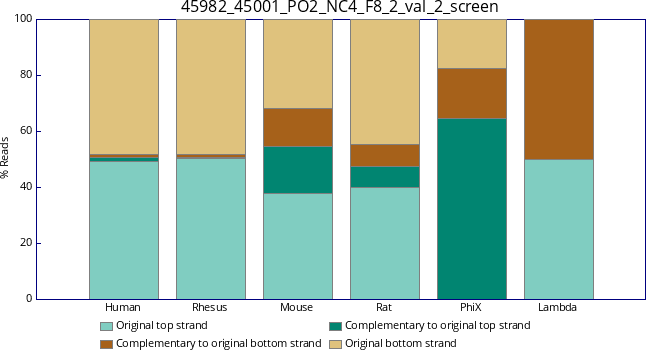 45982_45001_PO2_NC4_F8_2_val_2_screen
100
80
60
40
20
0
% Reads
Human Rhesus Mouse Rat PhiX Lambda
Original top strand Complementary to original top strand
Complementary to original bottom strand Original bottom strand